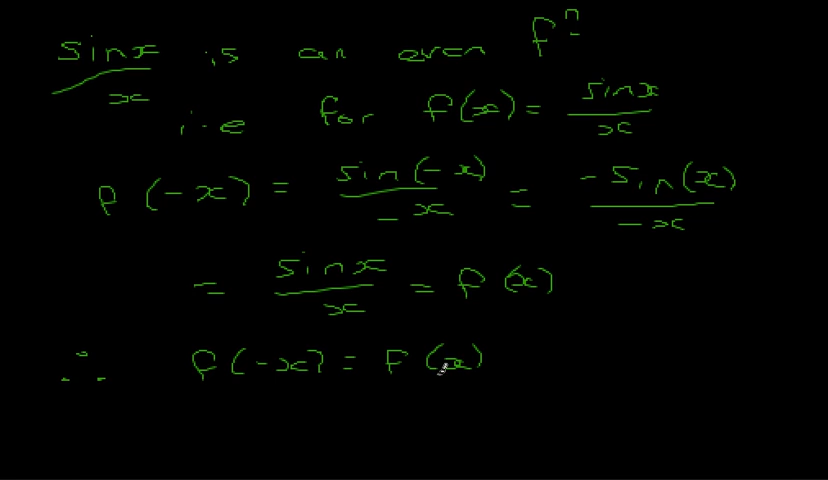 sinx/x is an even fⁿ
i.e for f(x) = sinx/x
f(-x) = sin(-x)/-x = -sin(x)/-x
= sinx/x = f(x)
∴ f(-x) = f(x)